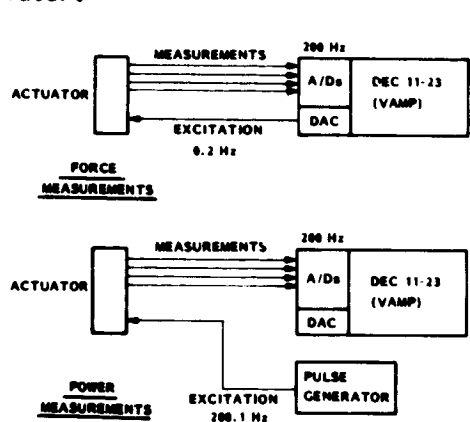 MEASUREMENTS
200 Hz
ACTUATOR
A/Ds
DEC 11-23
(VAMP)
DAC
EXCITATION
0.2 Hz
FORCE
MEASUREMENTS
MEASUREMENTS
200 Hz
ACTUATOR
A/Ds
DEC 11-23
(VAMP)
DAC
POWER
MEASUREMENTS
EXCITATION
200.1 Hz
PULSE
GENERATOR